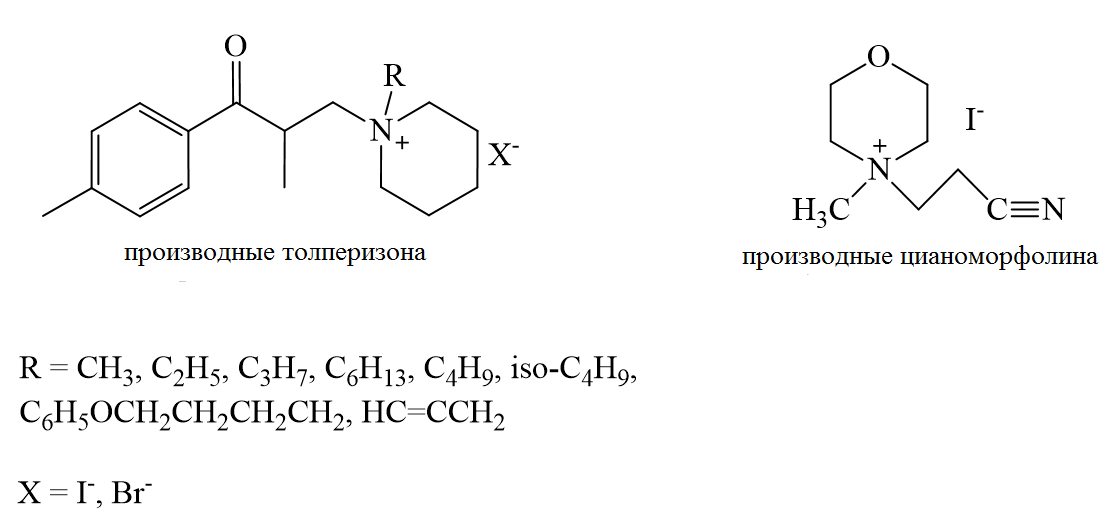 O
R
N
+
X-
O
I-
+
N
H3C
C≡N
производные толперизона
производные цианоморфолина
R = CH3, C2H5, C3H7, C6H13, C4H9, iso-C4H9,
C6H5OCH2CH2CH2CH2, HC=CCH2
X = I-, Br-